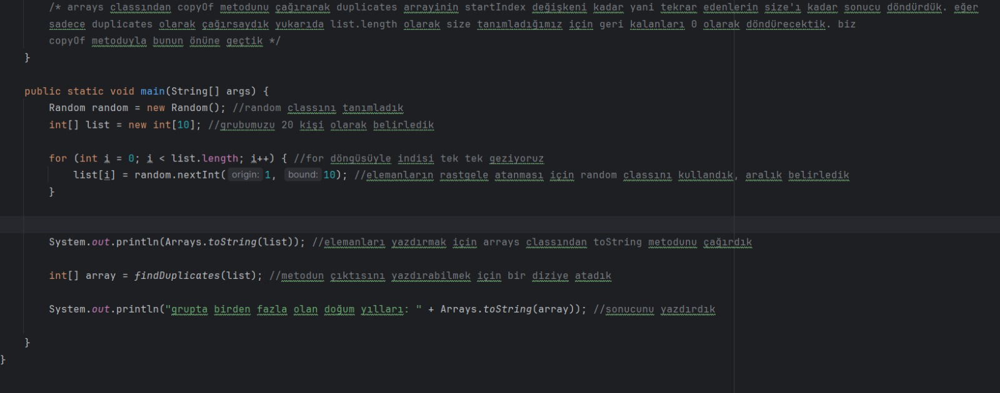 /* arrays classından copyOf metodunu çağırarak duplicates arrayinin startIndex değişkeni kadar yani tekrar edenlerin size'ı kadar sonucu döndürdük. eğer
sadece duplicates olarak çağırsaydık yukarıda list.length olarak size tanımladığımız için geri kalanları 0 olarak döndürecektik. biz
copyOf metoduyla bunun önüne geçtik */
}
public static void main(String[] args) {
Random random = new Random(); //random classını tanımladık
int[] list = new int[10]; //grubumuzu 20 kişi olarak belirledik
for (int i = 0; i < list.length; i++) { //for döngüsüyle indisi tek tek geziyoruz
list[i] = random.nextInt( origin: 1, bound: 10); //elemanların rastgele atanması için random classını kullandık, aralık belirledik
}
System.out.println(Arrays.toString(list)); //elemanları yazdırmak için arrays classından toString metodunu çağırdık
int[] array = findDuplicates(list); //metodun çıktısını yazdırabilmek için bir diziye atadık
System.out.println("grupta birden fazla olan doğum yılları: " + Arrays.toString(array)); //sonucunu yazdırdık
}
}